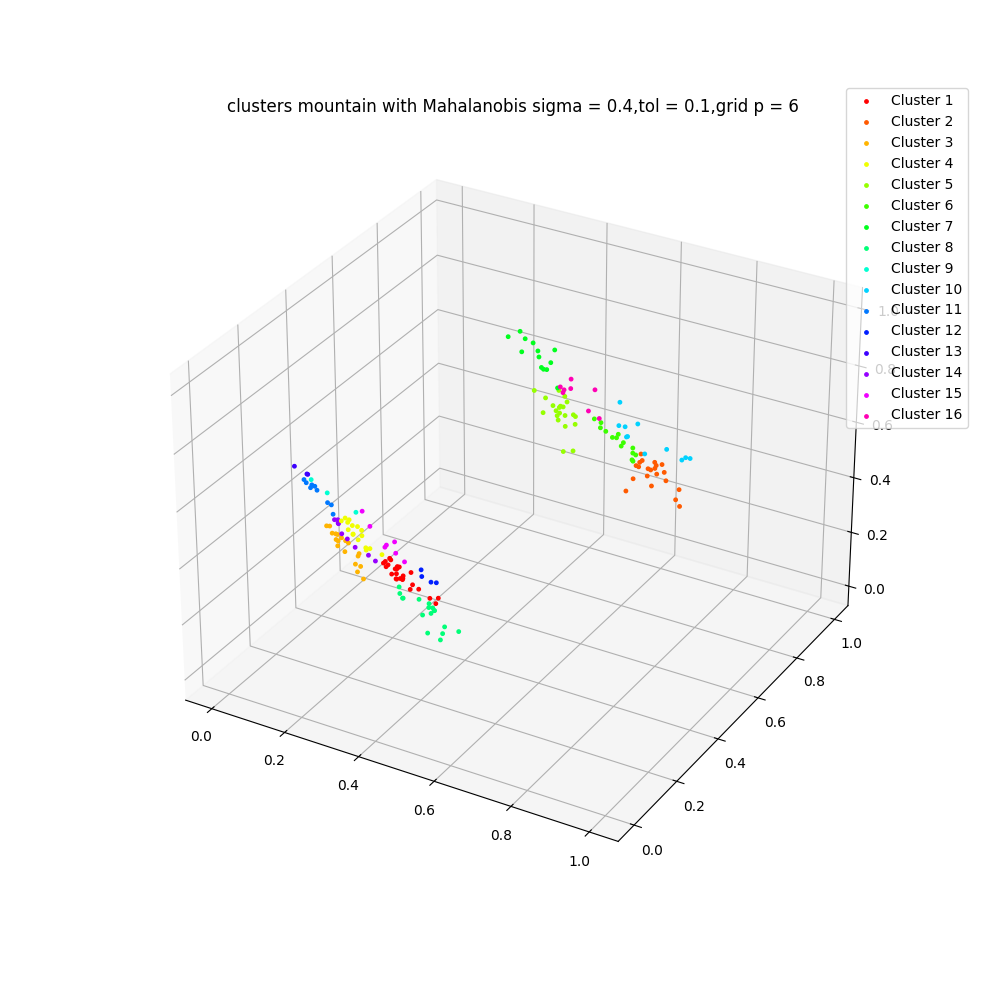 clusters mountain with Mahalanobis sigma = 0.4,tol = 0.1,grid p = 6
Cluster 1
Cluster 2
Cluster 3
Cluster 4
Cluster 5
Cluster 6
Cluster 7
Cluster 8
Cluster 9
Cluster 10
Cluster 11
Cluster 12
Cluster 13
Cluster 14
Cluster 15
Cluster 16
1.0
0.8
0.6
0.4
0.2
0.0
1.0
0.8
0.6
0.4
0.2
0.0
0.0
0.2
0.4
0.6
0.8
1.0